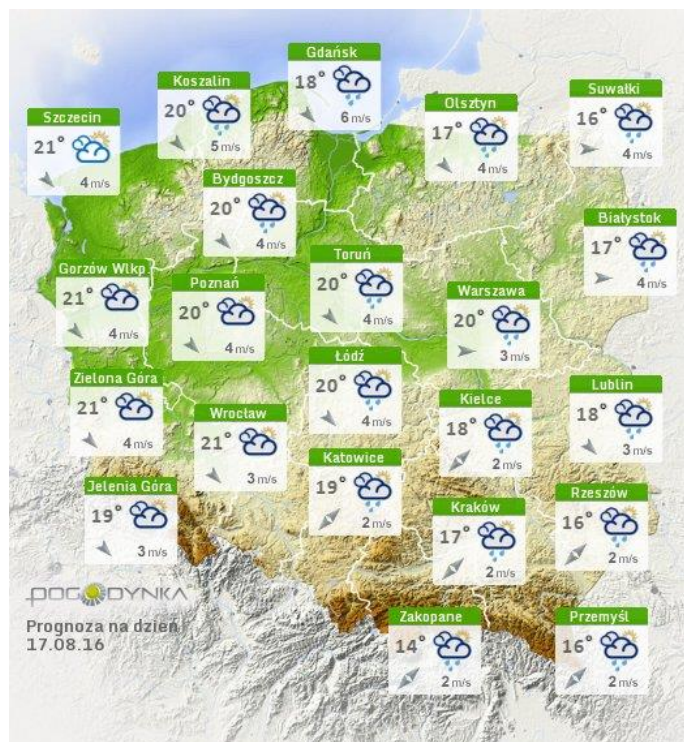 Gdańsk
18° 6 m/s
Koszalin
20° 5 m/s
Suwałki
16° 4 m/s
Olsztyn
17° 4 m/s
Szczecin
21° 4 m/s
Bydgoszcz
20° 4 m/s
Białystok
17° 4 m/s
Toruń
20° 4 m/s
Gorzów Wlkp.
21° 4 m/s
Poznań
20° 4 m/s
Warszawa
20° 3 m/s
Łódź
20° 4 m/s
Zielona Góra
21° 4 m/s
Lublin
18° 3 m/s
Kielce
18° 2 m/s
Wrocław
21° 3 m/s
Katowice
19° 2 m/s
Jelenia Góra
19° 3 m/s
Rzeszów
16° 2 m/s
Kraków
17° 2 m/s
POGODYNKA
Prognoza na dzień
17.08.16
Zakopane
14° 2 m/s
Przemyśl
16° 2 m/s